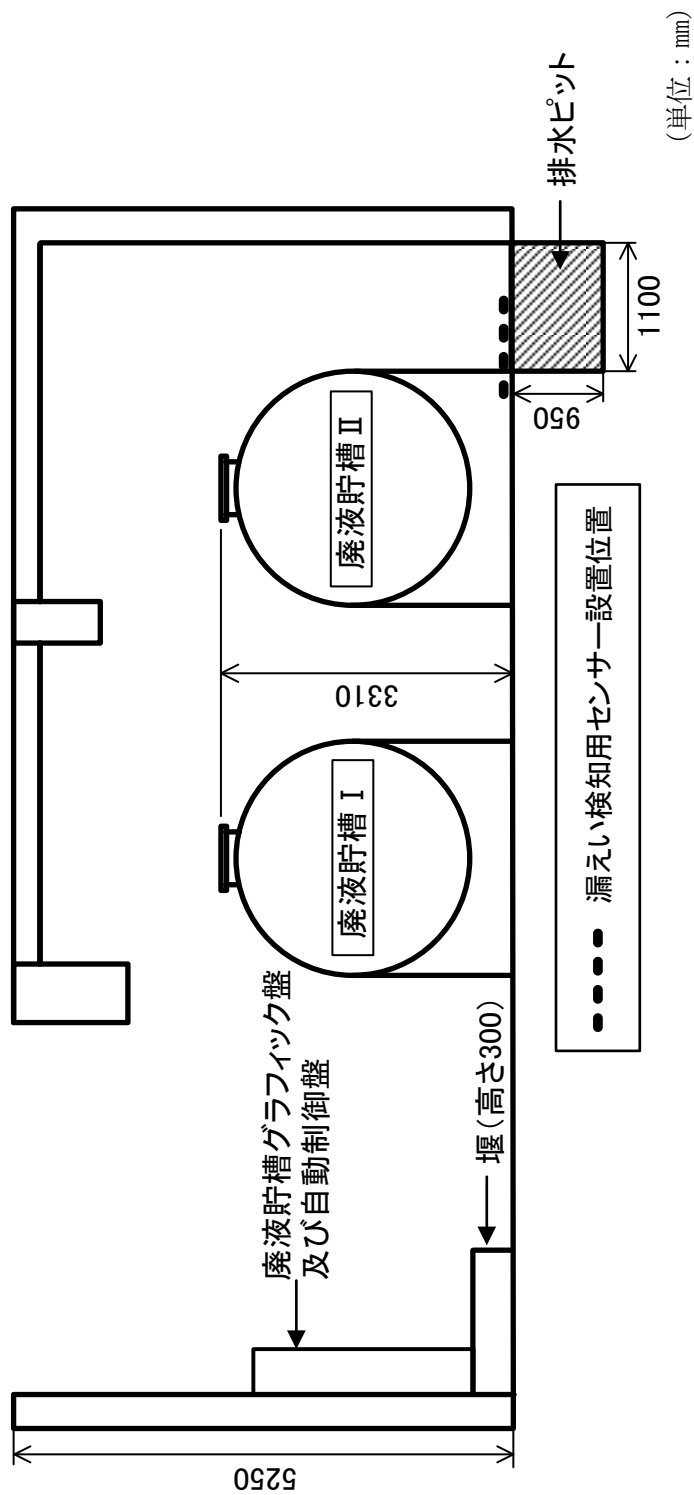 5250
廃液貯槽グラフィック盤
及び自動制御盤
堰(高さ300)
廃液貯槽Ⅰ
3310
廃液貯槽Ⅱ
950
1100
排水ピット
漏えい検知用センサー設置位置
(単位：mm)